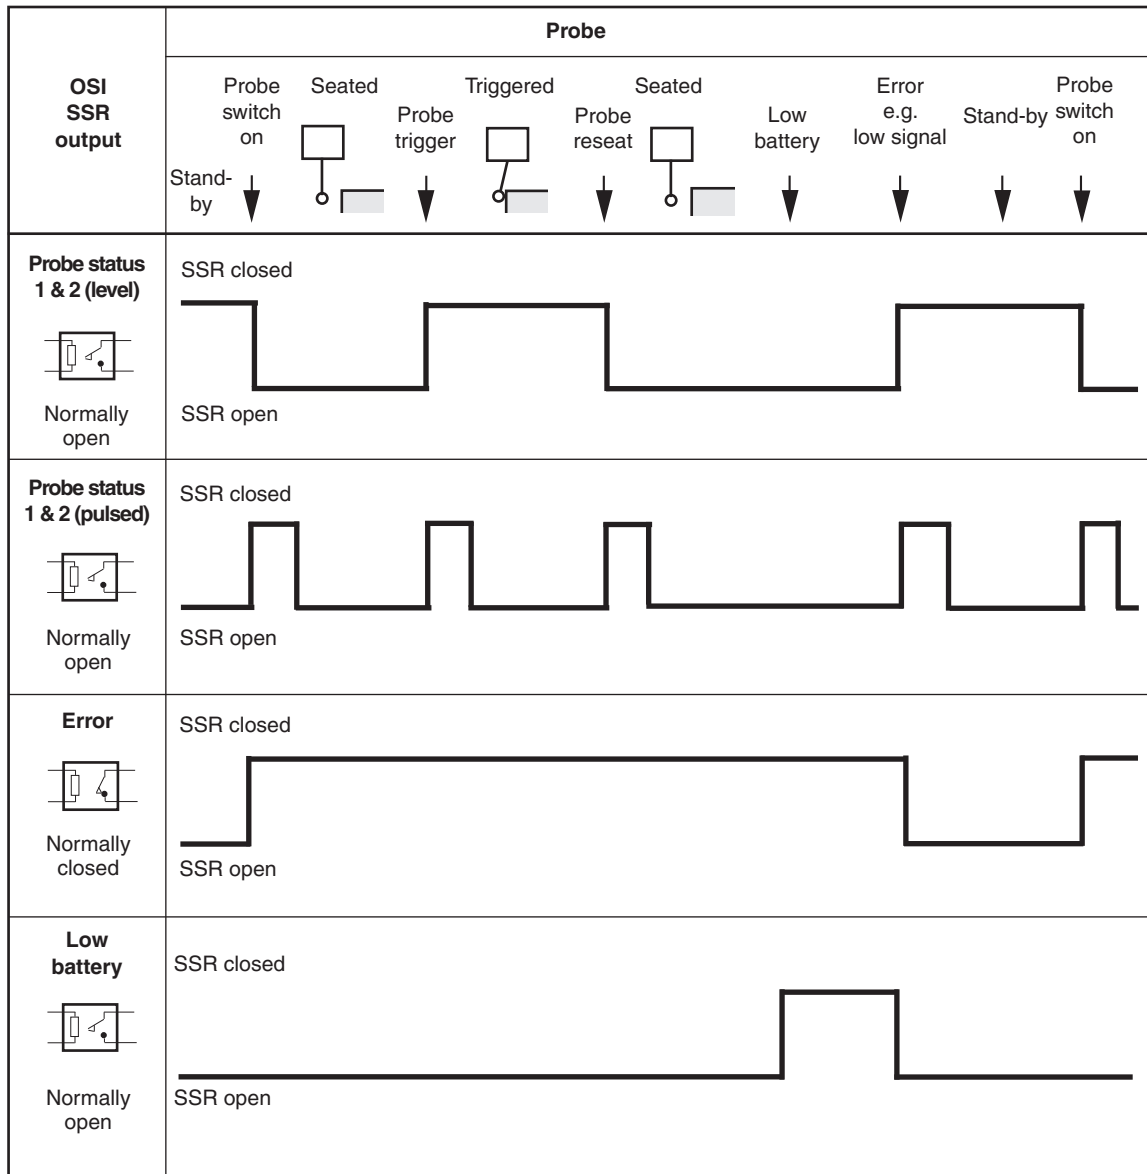 OSI
SSR
output
Probe
Stand-
by
Probe
switch
on
Seated
Probe
trigger
Triggered
Probe
reseat
Seated
Low
battery
Error
e.g.
low signal
Stand-by
Probe
switch
on
Probe status
1 & 2 (level)
Normally
open
SSR closed
SSR open
Probe status
1 & 2 (pulsed)
Normally
open
SSR closed
SSR open
Error
Normally
closed
SSR closed
SSR open
Low
battery
Normally
open
SSR closed
SSR open